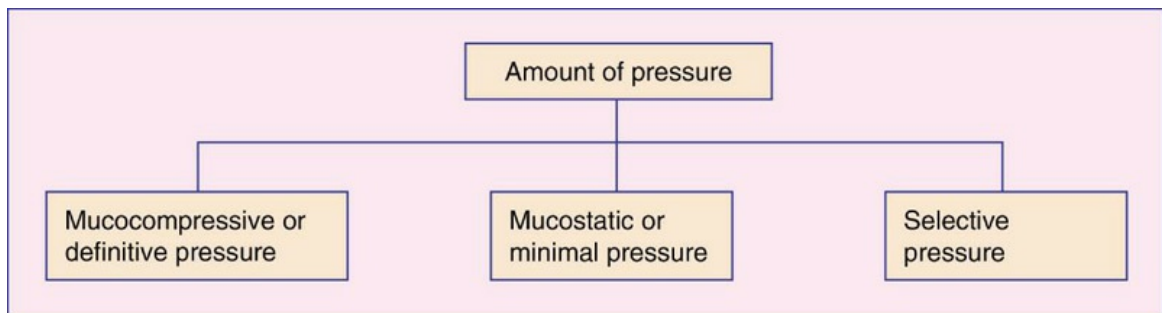 Amount of pressure
Mucocompressive or
definitive pressure
Mucostatic or
minimal pressure
Selective
pressure